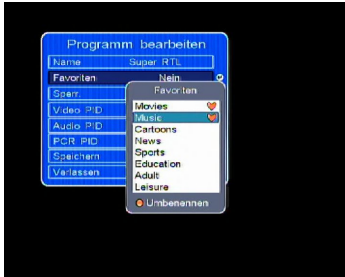 Programm bearbeiten
Name Super RTL
Favoriten Nein
Sperr.
Video PID
Audio PID
PCR PID
Speichern
Verlassen
Favoriten
Movies
Music
Cartoons
News
Sports
Education
Adult
Leisure
Umbenennen